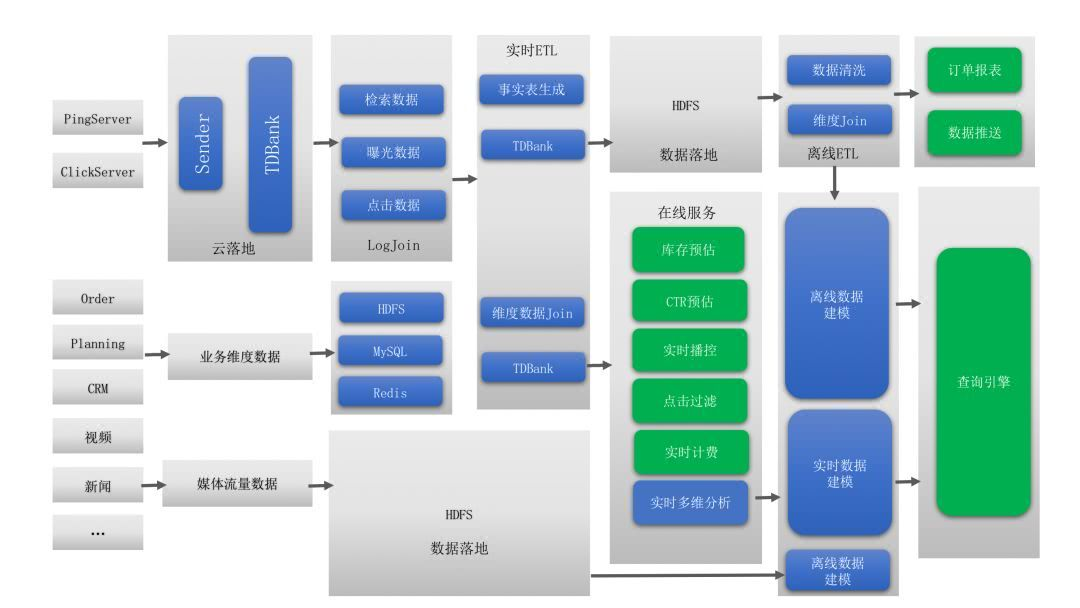 PingServer
ClickServer
Sender
TDBank
云落地
检索数据
曝光数据
点击数据
LogJoin
实时ETL
事实表生成
TDBank
HDFS
数据落地
数据清洗
维度Join
离线ETL
订单报表
数据推送
Order
Planning
CRM
业务维度数据
HDFS
MySQL
Redis
维度数据Join
TDBank
在线服务
库存预估
CTR预估
实时播控
点击过滤
实时计费
实时多维分析
离线数据
建模
实时数据
建模
离线数据
建模
查询引擎
视频
新闻
…
媒体流量数据
HDFS
数据落地